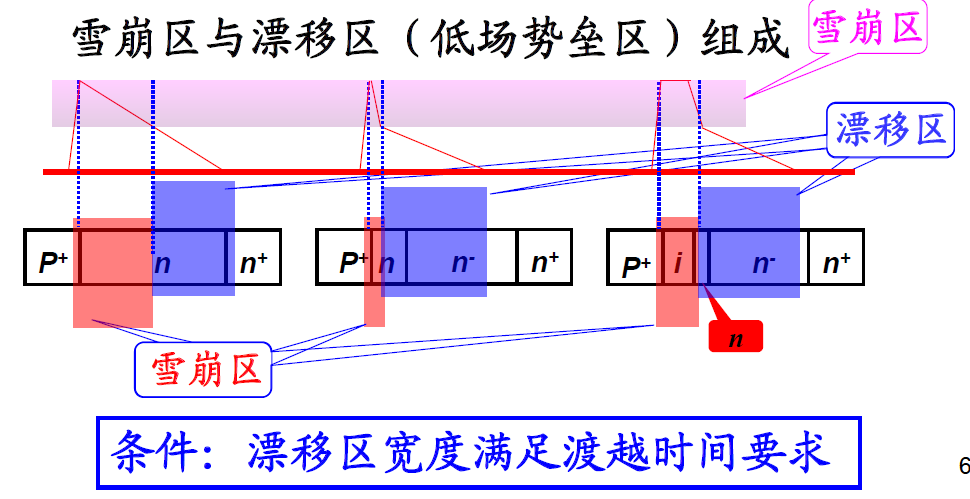 雪崩区与漂移区（低场势垒区）组成
雪崩区
漂移区
P+ n n+
P+ n n- n+
P+ i n- n+
n
雪崩区
条件：漂移区宽度满足渡越时间要求
6